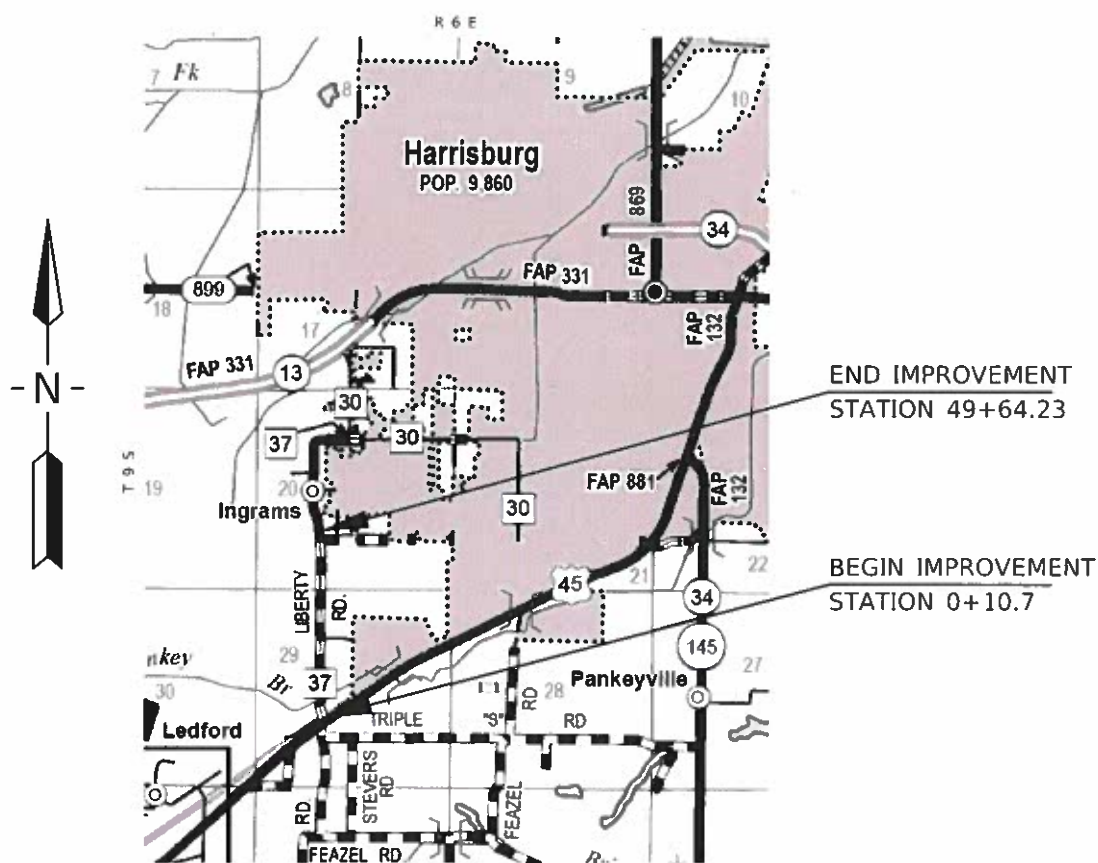 R 6 E
7 Fk
8
9
10
Harrisburg
POP. 9,860
869
FAP
34
899
FAP 331
18
17
FAP
132
FAP 331
13
END IMPROVEMENT
STATION 49+64.23
-N-
30
37
30
T 9 S
19
20
FAP 881
FAP
132
Ingrams
30
21
22
45
BEGIN IMPROVEMENT
STATION 0+10.7
LIBERTY
RD.
34
145
29
nkey
Br
30
37
28
27
Pankeyville
RD
Ledford
TRIPLE "S" RD
STEVERS
RD
RD.
FEAZEL
FEAZEL RD